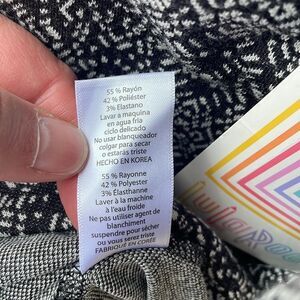 55 % Rayón
42 % Poliéster
3% Elastano
Lavar a maquina
en agua fría
ciclo delicado
No usar blanqueador
colgar para secar
o estarás triste
HECHO EN KOREA
55 % Rayonne
42 % Polyester
3% Élasthanne
Laver à la machine
à l'eau froide
Ne pas utiliser agent de
blanchiment
suspendre pour sécher
ou vous serez triste
FABRIQUÉ EN CORÉE